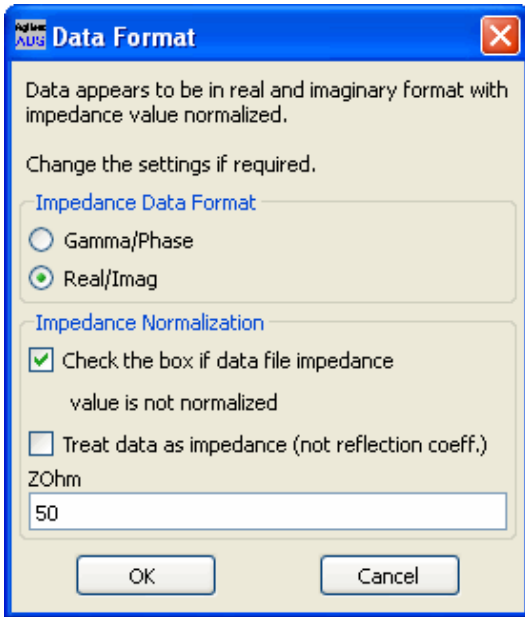 Agilent
ADS
Data Format
Data appears to be in real and imaginary format with
impedance value normalized.
Change the settings if required.
Impedance Data Format
Gamma/Phase
Real/Imag
Impedance Normalization
Check the box if data file impedance
value is not normalized
Treat data as impedance (not reflection coeff.)
ZOhm
50
OK
Cancel